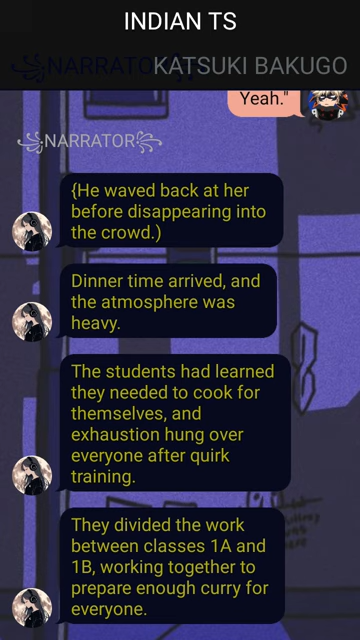 INDIAN TS
꧁NARRATOR꧂
KATSUKI BAKUGO
Yeah."
꧁NARRATOR꧂
{He waved back at her
before disappearing into
the crowd.)
Dinner time arrived, and
the atmosphere was
heavy.
The students had learned
they needed to cook for
themselves, and
exhaustion hung over
everyone after quirk
training.
They divided the work
between classes 1A and
1B, working together to
prepare enough curry for
everyone.